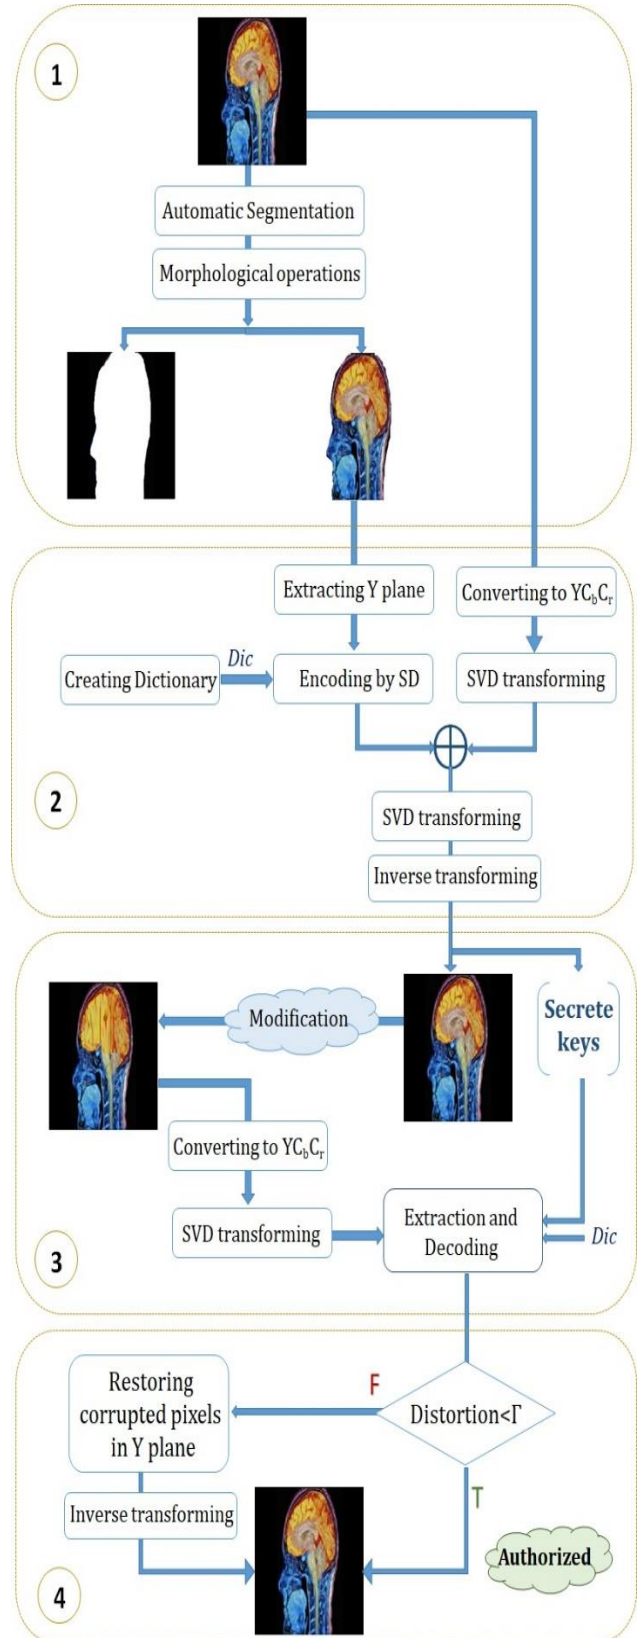 1
Automatic Segmentation
Morphological operations
Extracting Y plane
Converting to YCbCr
Creating Dictionary
Dic
Encoding by SD
SVD transforming
2
SVD transforming
Inverse transforming
Modification
Secrete
keys
Converting to YCbCr
SVD transforming
Extraction and
Decoding
Dic
3
Restoring
corrupted pixels
in Y plane
F
Distortion<Γ
T
Inverse transforming
Authorized
4